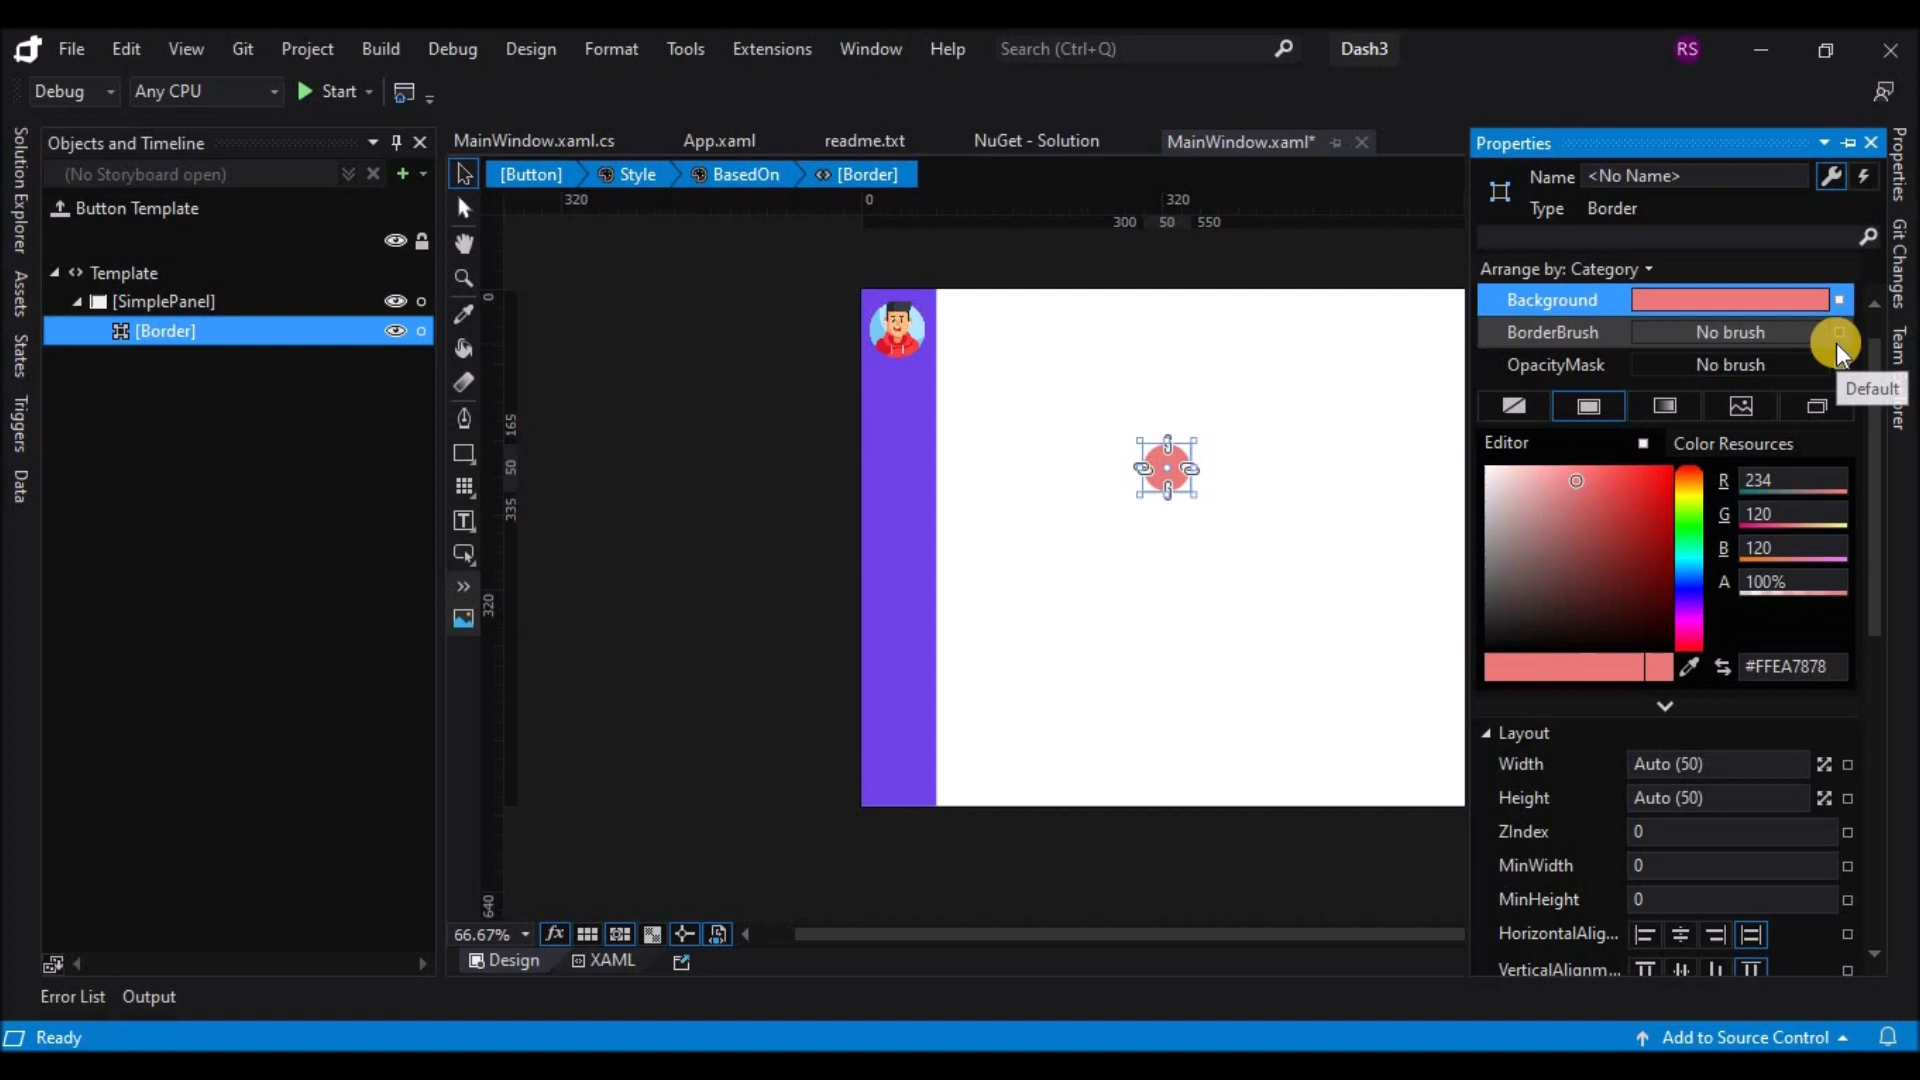 File Edit View Git Project Build Debug Design Format Tools Extensions Window Help Search (Ctrl+Q) Dash3 RS
Debug Any CPU Start
Solution Explorer
Assets
States
Triggers
Data
Objects and Timeline
(No Storyboard open)
Button Template
Template
[SimplePanel]
[Border]
MainWindow.xaml.cs App.xaml readme.txt NuGet - Solution MainWindow.xaml*
[Button] Style BasedOn [Border]
320 0 320
300 50 550
0
165
50
335
320
640
66.67%
Design XAML
Properties
Name <No Name>
Type Border
Arrange by: Category
Background
BorderBrush No brush
OpacityMask No brush
Default
Editor Color Resources
R 234
G 120
B 120
A 100%
#FFEA7878
Layout
Width Auto (50)
Height Auto (50)
ZIndex 0
MinWidth 0
MinHeight 0
HorizontalAlig...
VerticalAlignm...
Properties
Git Changes
Team
Error List Output
Ready Add to Source Control